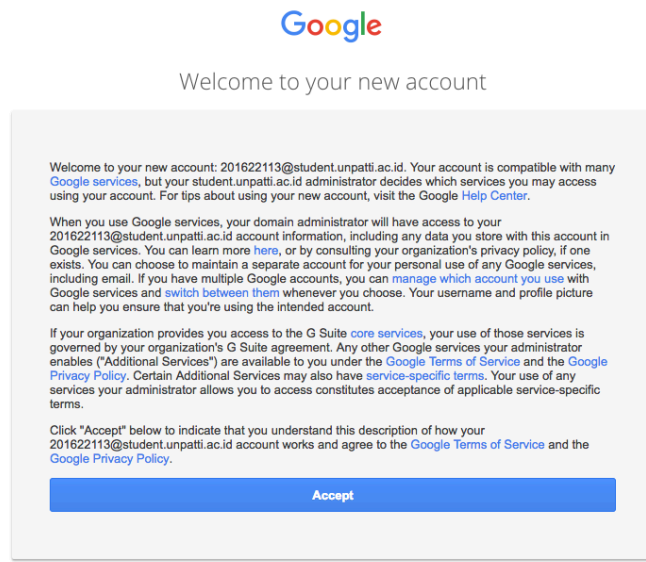 Google
Welcome to your new account
Welcome to your new account: 201622113@student.unpatti.ac.id. Your account is compatible with many
Google services, but your student.unpatti.ac.id administrator decides which services you may access
using your account. For tips about using your new account, visit the Google Help Center.
When you use Google services, your domain administrator will have access to your
201622113@student.unpatti.ac.id account information, including any data you store with this account in
Google services. You can learn more here, or by consulting your organization's privacy policy, if one
exists. You can choose to maintain a separate account for your personal use of any Google services,
including email. If you have multiple Google accounts, you can manage which account you use with
Google services and switch between them whenever you choose. Your username and profile picture
can help you ensure that you're using the intended account.
If your organization provides you access to the G Suite core services, your use of those services is
governed by your organization's G Suite agreement. Any other Google services your administrator
enables ("Additional Services") are available to you under the Google Terms of Service and the Google
Privacy Policy. Certain Additional Services may also have service-specific terms. Your use of any
services your administrator allows you to access constitutes acceptance of applicable service-specific
terms.
Click "Accept" below to indicate that you understand this description of how your
201622113@student.unpatti.ac.id account works and agree to the Google Terms of Service and the
Google Privacy Policy.
Accept